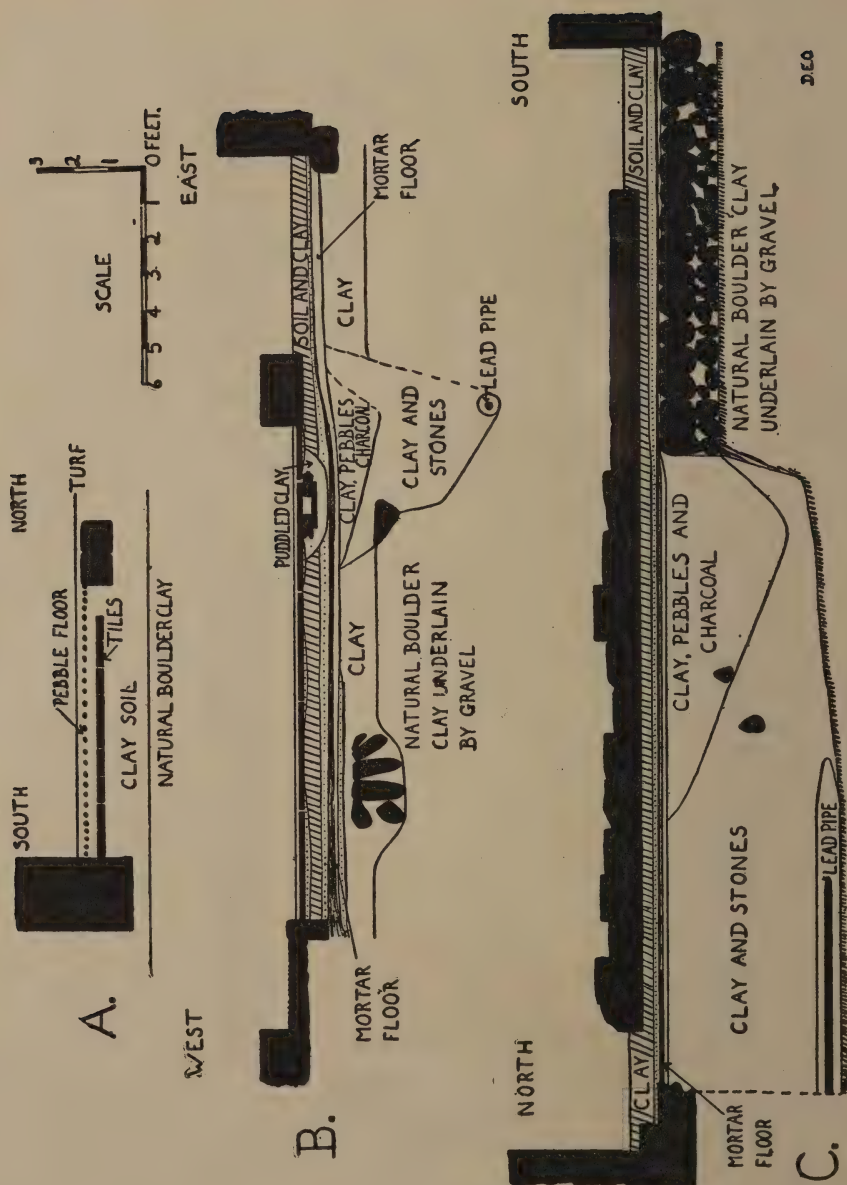 A.
SOUTH
NORTH
PEBBLE FLOOR
TURF
TILES
CLAY SOIL
NATURAL BOULDER CLAY
SCALE
3
2
1
0 FEET.
6 5 4 3 2 1
B.
WEST
EAST
PUDDLED CLAY
SOIL AND CLAY
MORTAR
FLOOR
CLAY
CLAY, PEBBLES
CHARCOAL
CLAY AND
STONES
LEAD PIPE
CLAY
NATURAL BOULDER
CLAY UNDERLAIN
BY GRAVEL
MORTAR
FLOOR
C.
NORTH
SOUTH
CLAY
SOIL AND CLAY
CLAY, PEBBLES AND
CHARCOAL
NATURAL BOULDER CLAY
UNDERLAIN BY GRAVEL
CLAY AND STONES
LEAD PIPE
MORTAR
FLOOR
D.E.O.